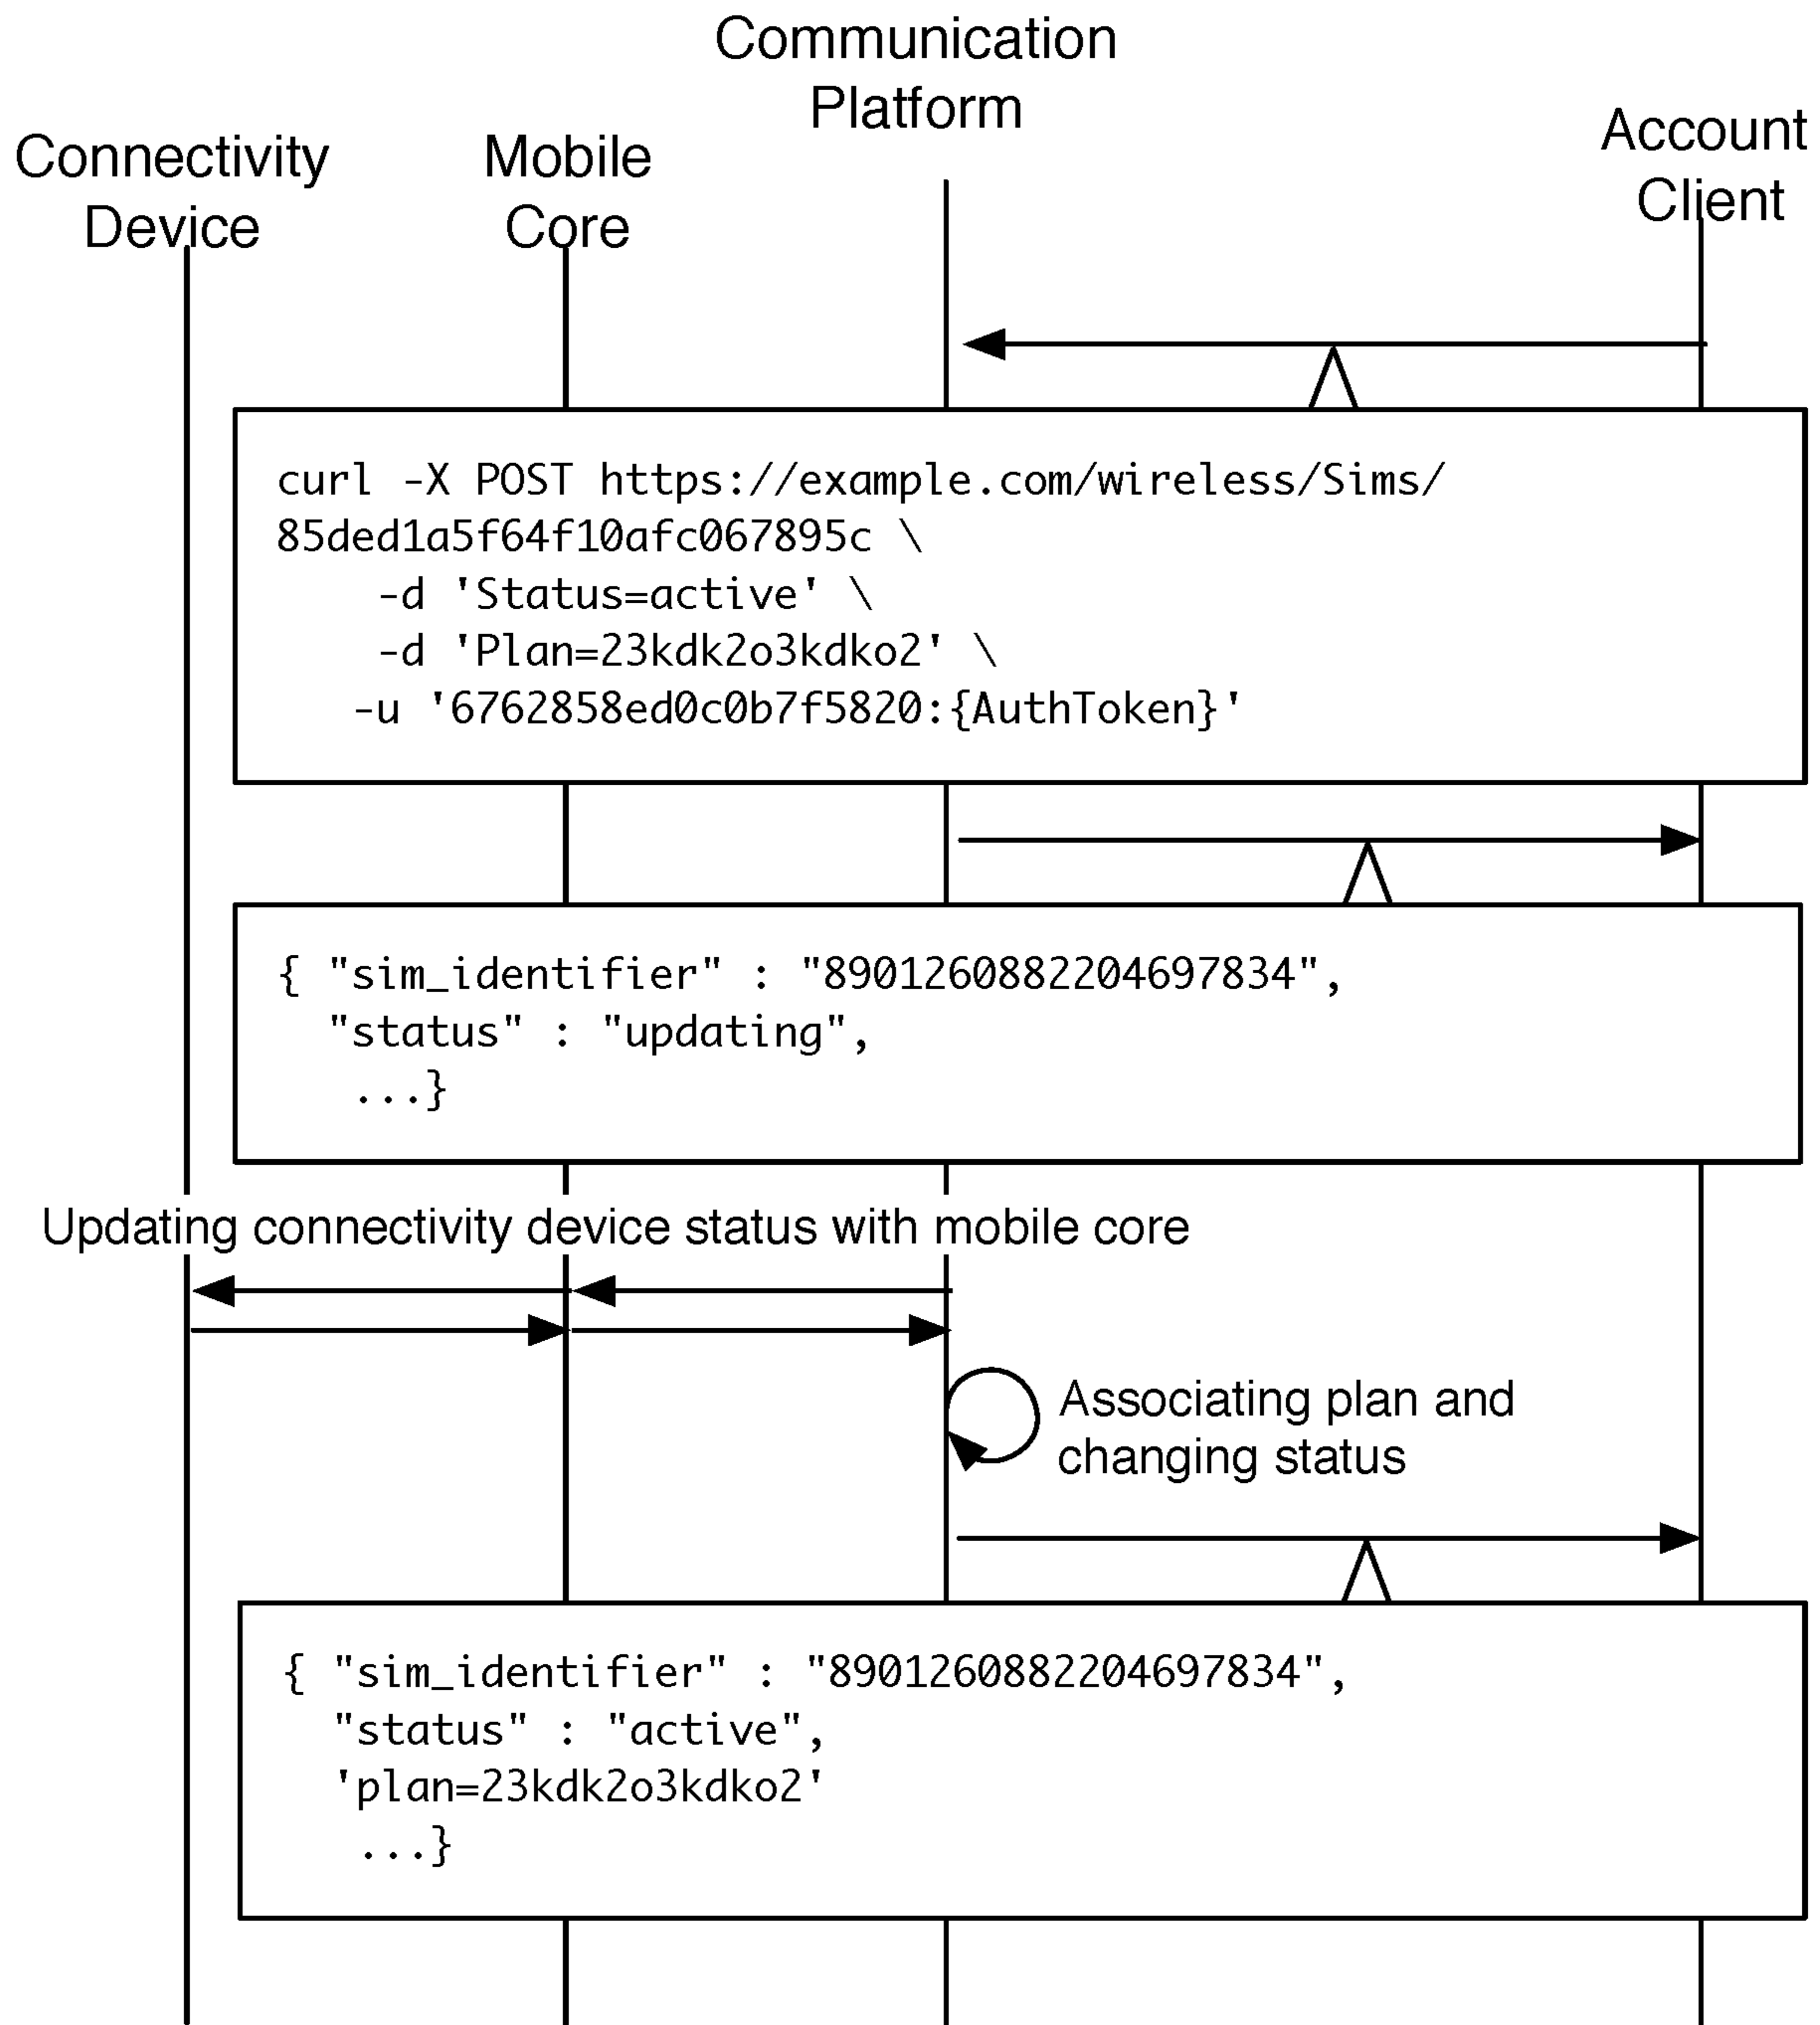 Communication
Platform
Connectivity
Device
Mobile
Core
Account
Client
curl -X POST https://example.com/wireless/Sims/
85ded1a5f64f10afc067895c \
-d 'Status=active' \
-d 'Plan=23kdk2o3kdko2' \
-u '6762858ed0c0b7f5820:{AuthToken}'
{ "sim_identifier" : "8901260882204697834",
"status" : "updating",
...}
Updating connectivity device status with mobile core
Associating plan and
changing status
{ "sim_identifier" : "8901260882204697834",
"status" : "active",
'plan=23kdk2o3kdko2'
...}